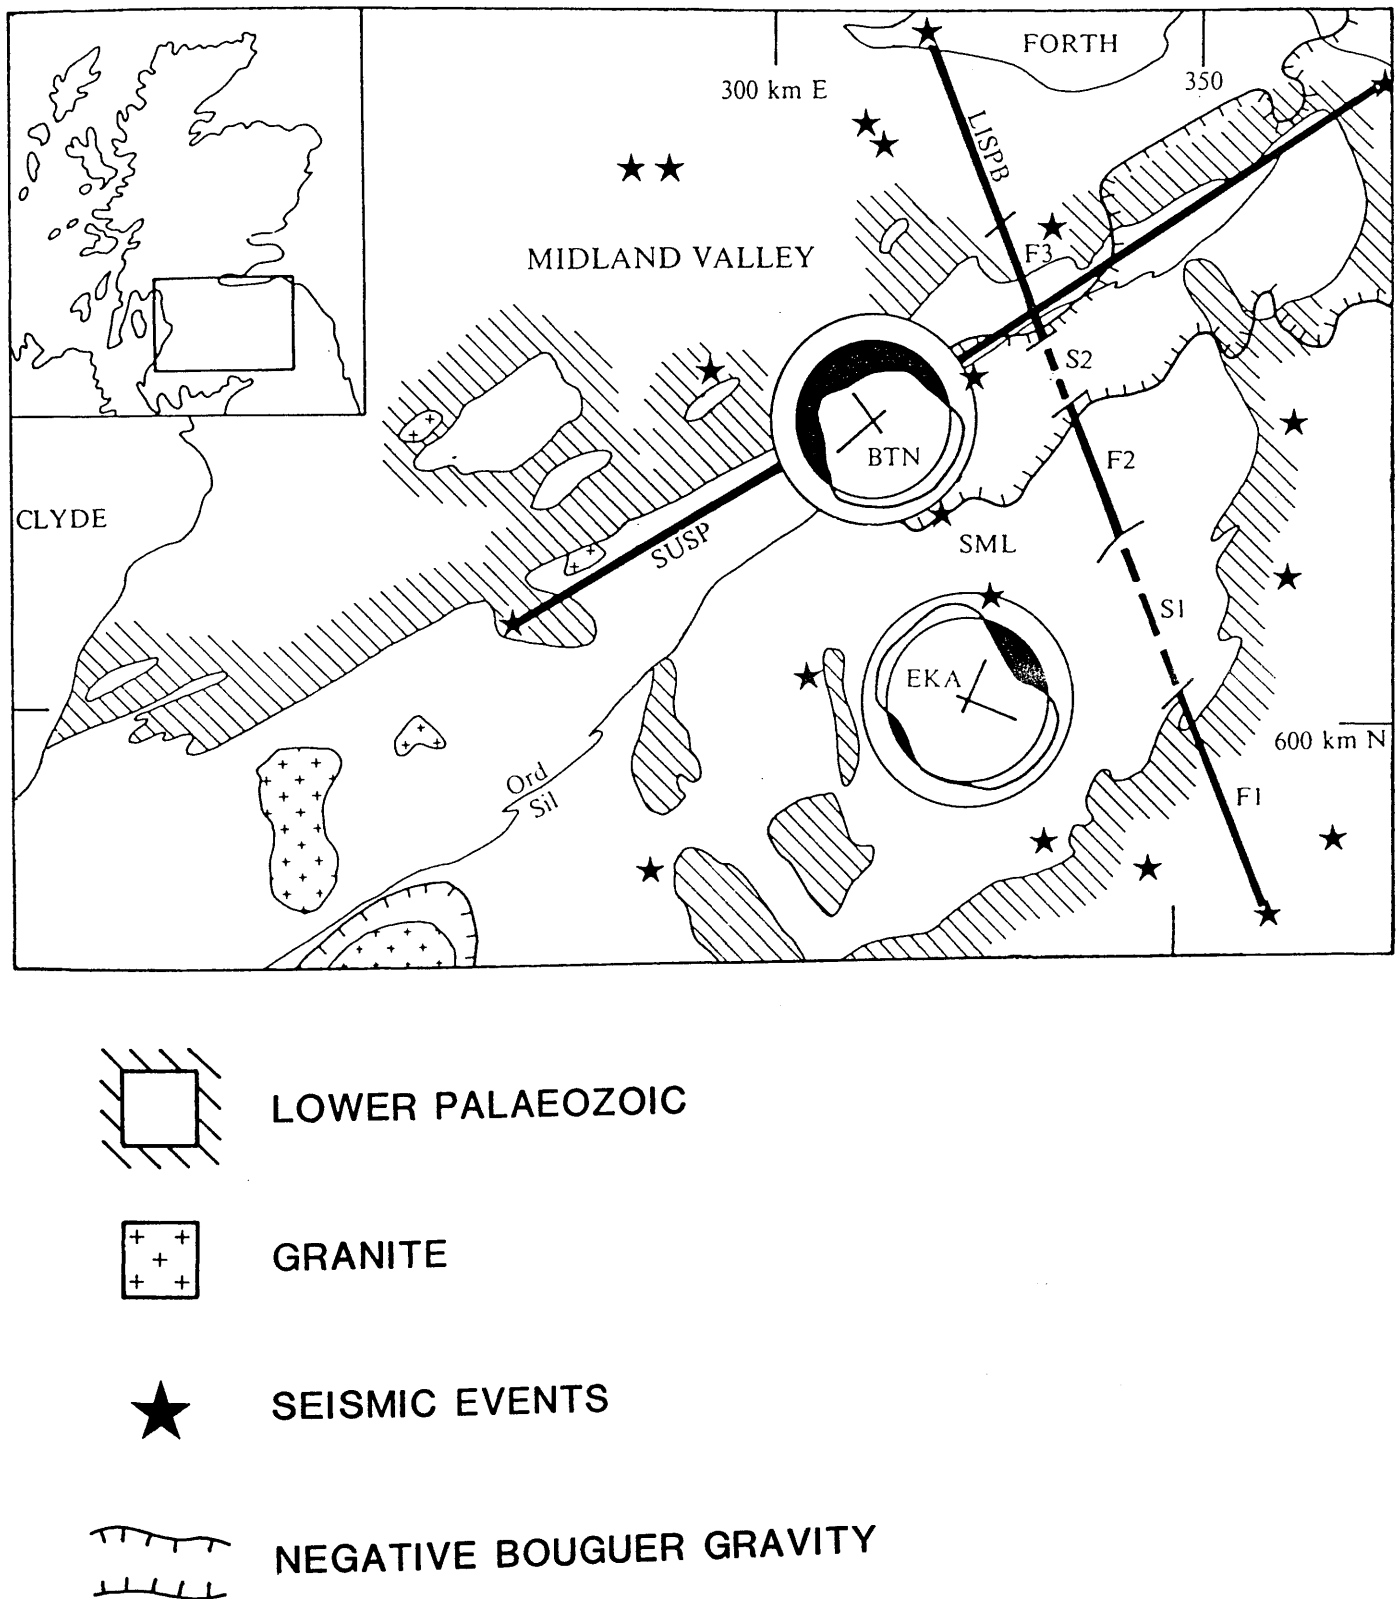 FORTH
300 km E
350
LISPB
MIDLAND VALLEY
F3
S2
BTN
F2
CLYDE
SUSP
SML
S1
EKA
600 km N
Ord
Sil
F1
LOWER PALAEOZOIC
GRANITE
SEISMIC EVENTS
NEGATIVE BOUGUER GRAVITY